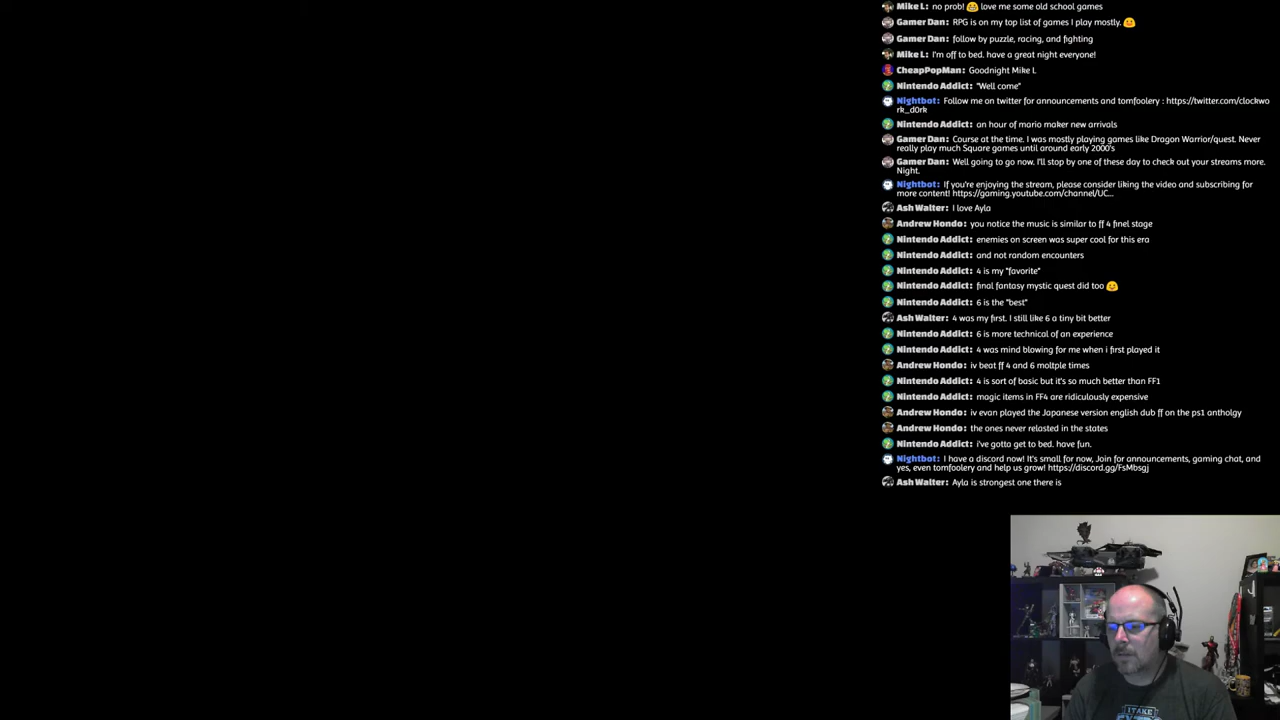 Mike L: no prob! 😂 love me some old school games
Gamer Dan: RPG is on my top list of games I play mostly. 🙂
Gamer Dan: follow by puzzle, racing, and fighting
Mike L: I'm off to bed. have a great night everyone!
CheapPopMan: Goodnight Mike L
Nintendo Addict: "Well come"
Nightbot: Follow me on twitter for announcements and tomfoolery : https://twitter.com/clockwo
rk_d0rk
Nintendo Addict: an hour of mario maker new arrivals
Gamer Dan: Course at the time. I was mostly playing games like Dragon Warrior/quest. Never
really play much Square games until around early 2000's
Gamer Dan: Well going to go now. I'll stop by one of these day to check out your streams more.
Night.
Nightbot: If you're enjoying the stream, please consider liking the video and subscribing for
more content! https://gaming.youtube.com/channel/UC...
Ash Walter: I love Ayla
Andrew Hondo: you notice the music is similar to ff 4 finel stage
Nintendo Addict: enemies on screen was super cool for this era
Nintendo Addict: and not random encounters
Nintendo Addict: 4 is my "favorite"
Nintendo Addict: final fantasy mystic quest did too 😊
Nintendo Addict: 6 is the "best"
Ash Walter: 4 was my first. I still like 6 a tiny bit better
Nintendo Addict: 6 is more technical of an experience
Nintendo Addict: 4 was mind blowing for me when i first played it
Andrew Hondo: iv beat ff 4 and 6 moltple times
Nintendo Addict: 4 is sort of basic but it's so much better than FF1
Nintendo Addict: magic items in FF4 are ridiculously expensive
Andrew Hondo: iv evan played the Japanese version english dub ff on the ps1 antholgy
Andrew Hondo: the ones never relasted in the states
Nintendo Addict: i've gotta get to bed. have fun.
Nightbot: I have a discord now! It's small for now, Join for announcements, gaming chat, and
yes, even tomfoolery and help us grow! https://discord.gg/FsMbsgj
Ash Walter: Ayla is strongest one there is
I TAKE